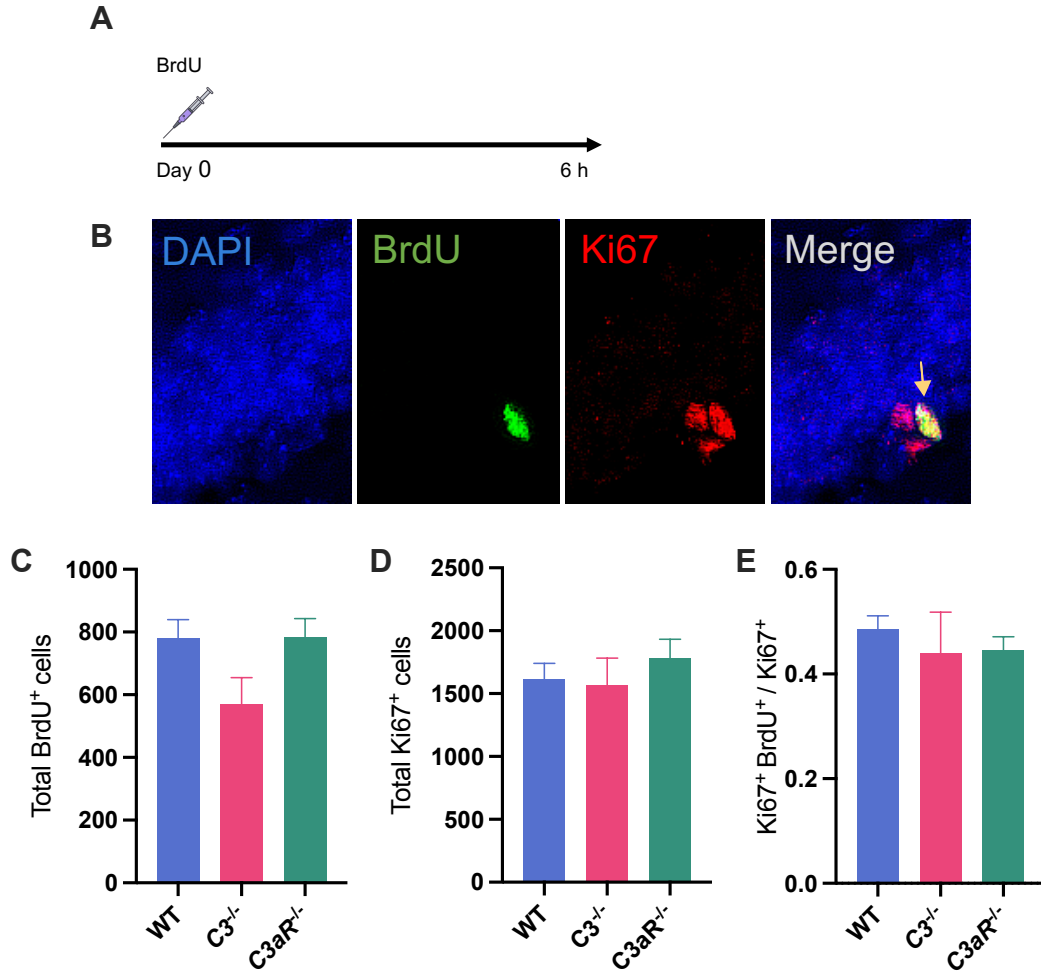 A
BrdU
Day 0
6 h
B
DAPI
BrdU
Ki67
Merge
C
Total BrdU⁺ cells
1000
800
600
400
200
0
WT
C3⁻/⁻
C3aR⁻/⁻
D
Total Ki67⁺ cells
2500
2000
1500
1000
500
0
WT
C3⁻/⁻
C3aR⁻/⁻
E
Ki67⁺ BrdU⁺ / Ki67⁺
0.6
0.4
0.2
0.0
WT
C3⁻/⁻
C3aR⁻/⁻